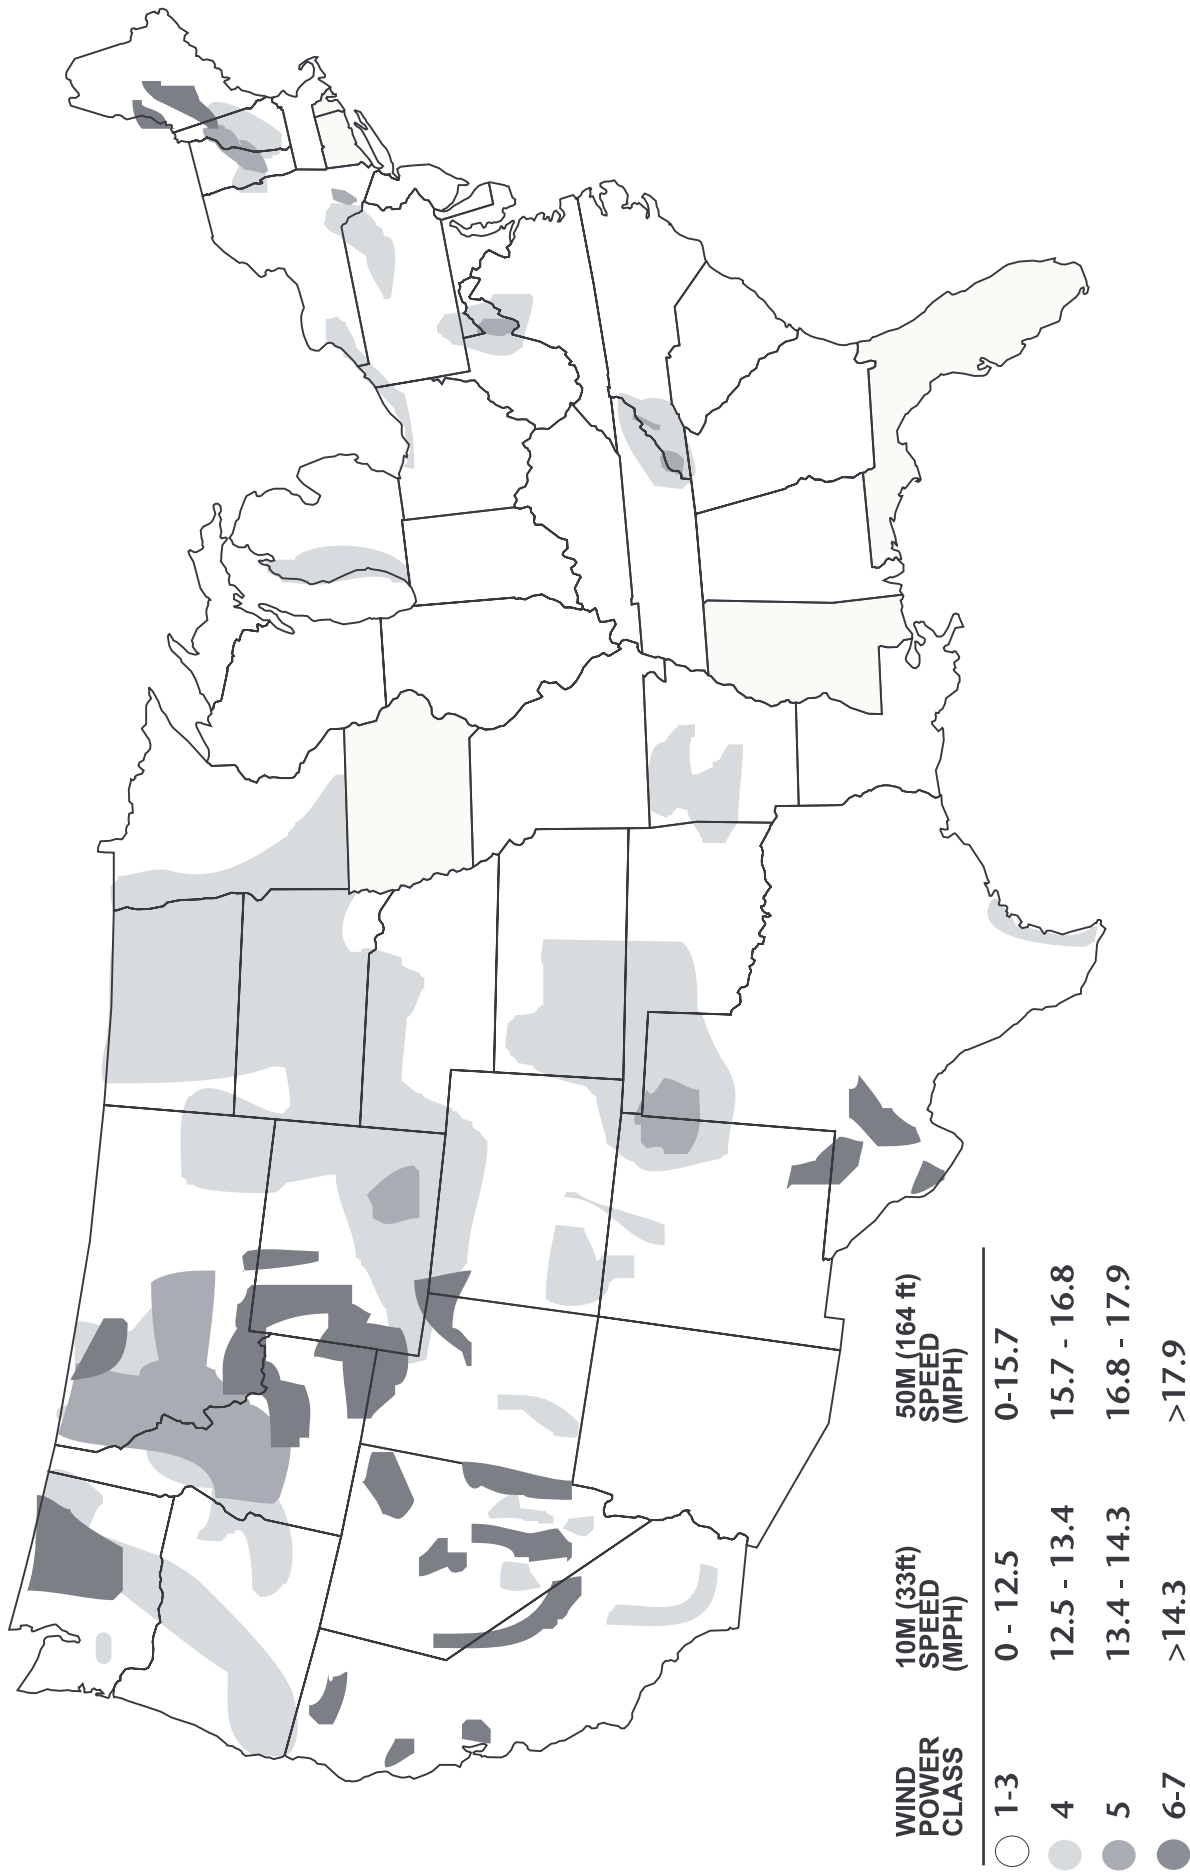 WIND POWER CLASS 10M (33ft) SPEED (MPH) 50M (164 ft) SPEED (MPH)
1-3 0 - 12.5 0-15.7
4 12.5 - 13.4 15.7 - 16.8
5 13.4 - 14.3 16.8 - 17.9
6-7 >14.3 >17.9